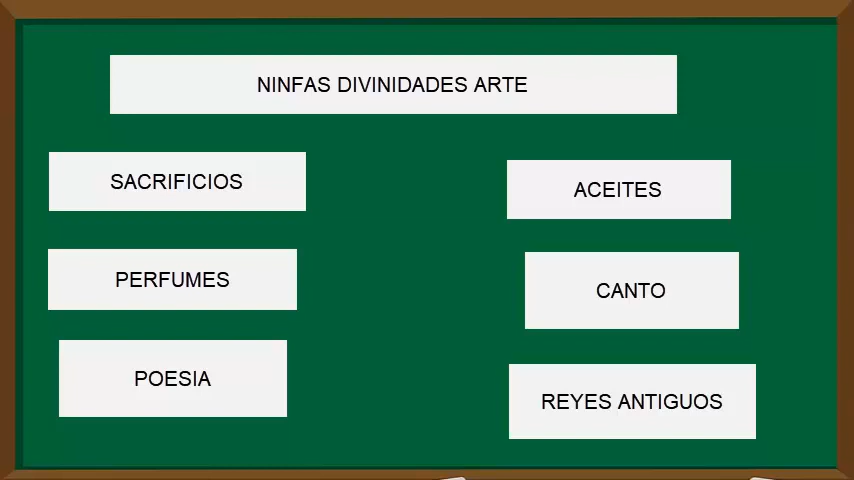 NINFAS DIVINIDADES ARTE
SACRIFICIOS
ACEITES
PERFUMES
CANTO
POESIA
REYES ANTIGUOS